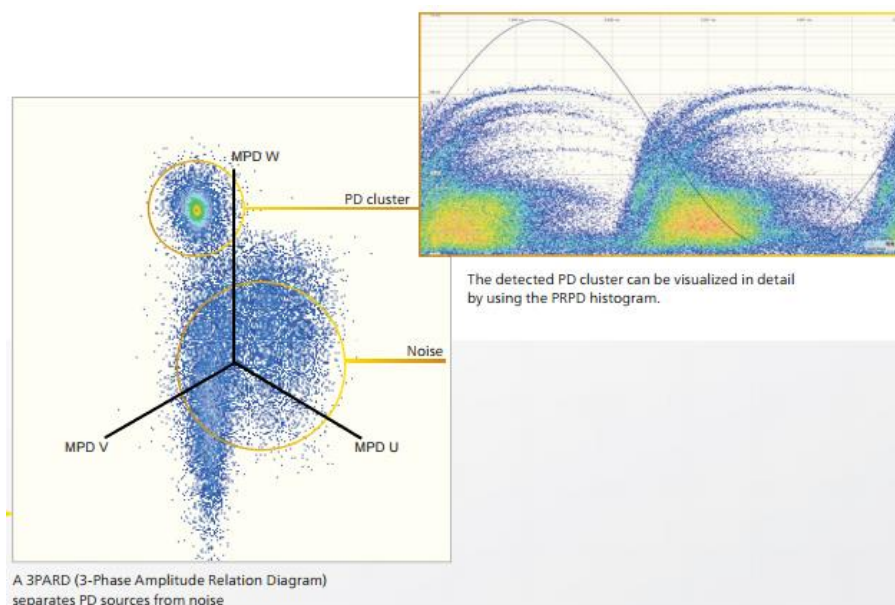 MPD W
PD cluster
The detected PD cluster can be visualized in detail
by using the PRPD histogram.
Noise
MPD V
MPD U
A 3PARD (3-Phase Amplitude Relation Diagram)
separates PD sources from noise